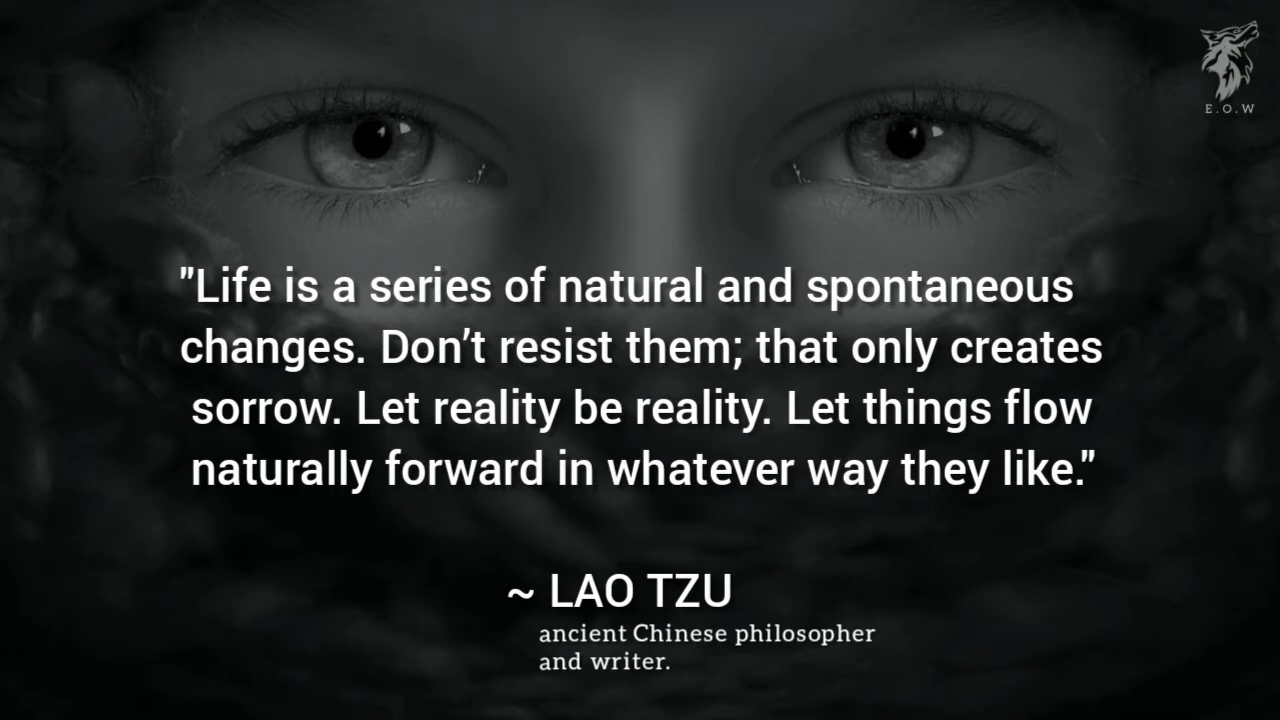 E.O.W
"Life is a series of natural and spontaneous
changes. Don’t resist them; that only creates
sorrow. Let reality be reality. Let things flow
naturally forward in whatever way they like."
~ LAO TZU
ancient Chinese philosopher
and writer.